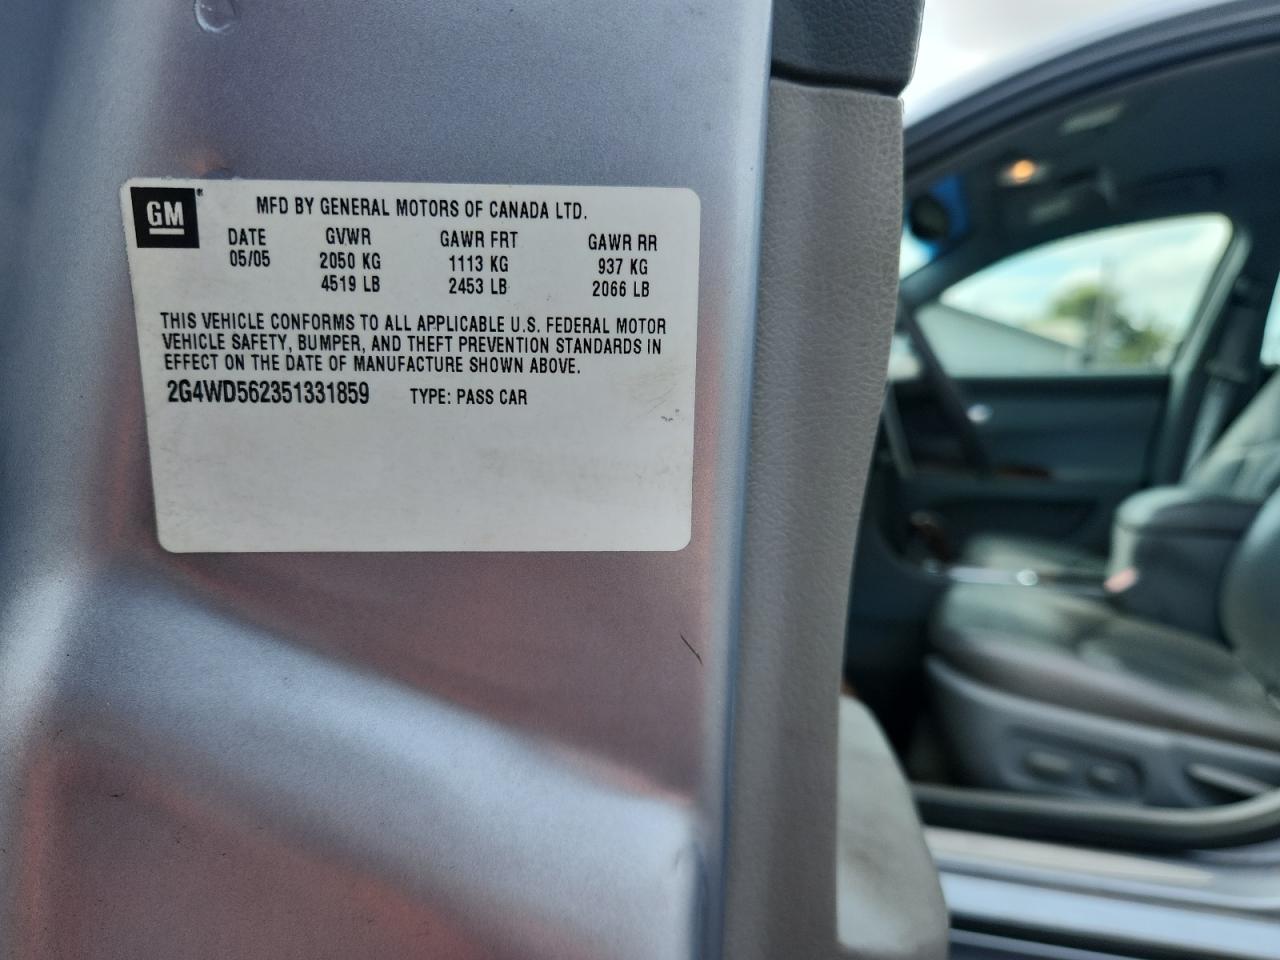 GM
MFD BY GENERAL MOTORS OF CANADA LTD.
DATE GVWR GAWR FRT GAWR RR
05/05 2050 KG 1113 KG 937 KG
4519 LB 2453 LB 2066 LB
THIS VEHICLE CONFORMS TO ALL APPLICABLE U.S. FEDERAL MOTOR
VEHICLE SAFETY, BUMPER, AND THEFT PREVENTION STANDARDS IN
EFFECT ON THE DATE OF MANUFACTURE SHOWN ABOVE.
2G4WD562351331859 TYPE: PASS CAR